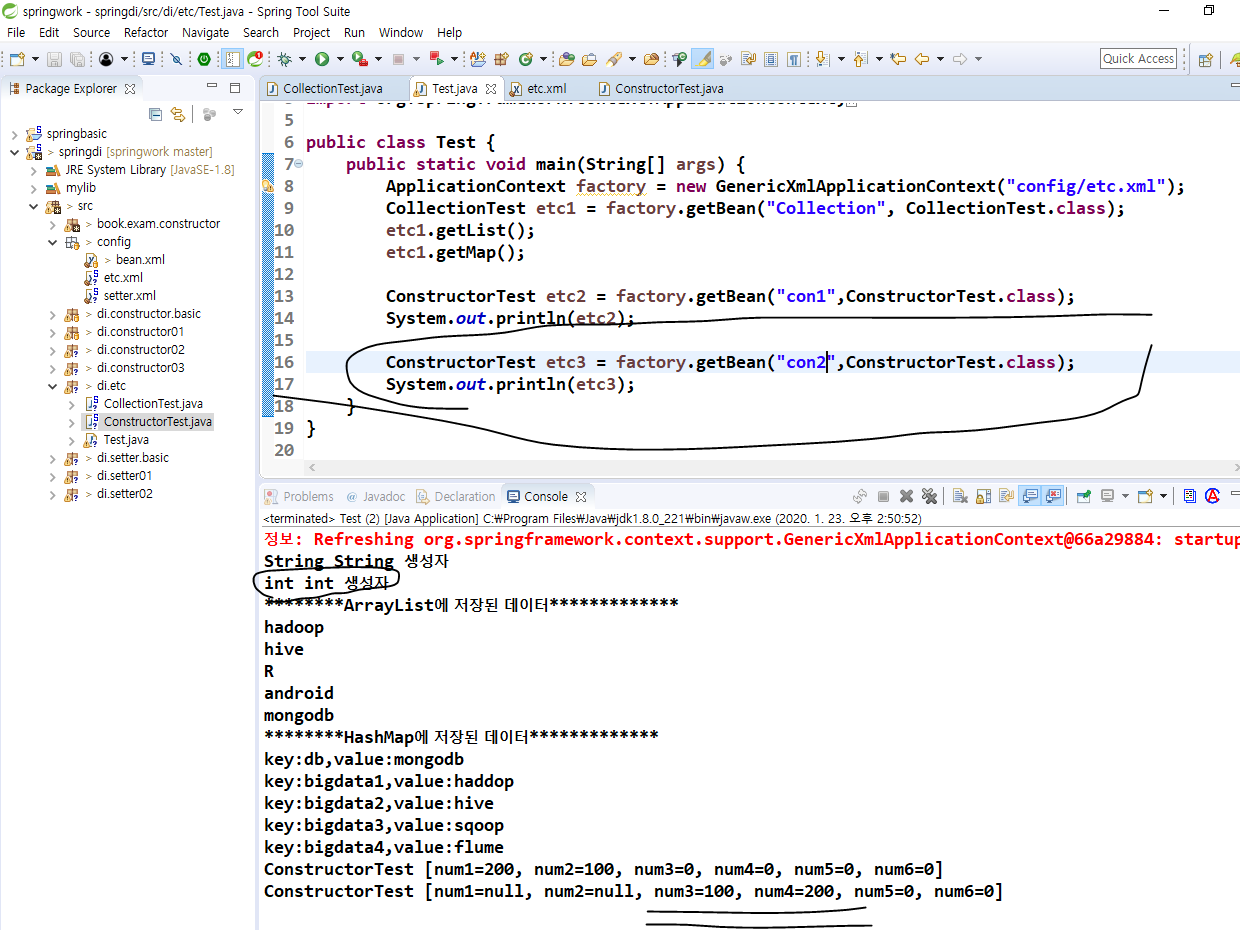 springwork - springdi/src/di/etc/Test.java - Spring Tool Suite
File Edit Source Refactor Navigate Search Project Run Window Help
Quick Access
Package Explorer
CollectionTest.java
Test.java
etc.xml
ConstructorTest.java
springbasic
> springdi [springwork master]
JRE System Library [JavaSE-1.8]
mylib
> src
> book.exam.constructor
> config
> bean.xml
etc.xml
setter.xml
> di.constructor.basic
> di.constructor01
> di.constructor02
> di.constructor03
> di.etc
CollectionTest.java
ConstructorTest.java
Test.java
> di.setter.basic
> di.setter01
> di.setter02
5
6 public class Test {
7 public static void main(String[] args) {
8 ApplicationContext factory = new GenericXmlApplicationContext("config/etc.xml");
9 CollectionTest etc1 = factory.getBean("Collection", CollectionTest.class);
10 etc1.getList();
11 etc1.getMap();
12
13 ConstructorTest etc2 = factory.getBean("con1",ConstructorTest.class);
14 System.out.println(etc2);
15
16 ConstructorTest etc3 = factory.getBean("con2",ConstructorTest.class);
17 System.out.println(etc3);
18 }
19 }
20
Problems @ Javadoc Declaration Console
<terminated> Test (2) [Java Application] C:₩Program Files₩Java₩jdk1.8.0_221₩bin₩javaw.exe (2020. 1. 23. 오후 2:50:52)
정보: Refreshing org.springframework.context.support.GenericXmlApplicationContext@66a29884: startup
String String 생성자
int int 생성자
********ArrayList에 저장된 데이터*************
hadoop
hive
R
android
mongodb
********HashMap에 저장된 데이터*************
key:db,value:mongodb
key:bigdata1,value:haddop
key:bigdata2,value:hive
key:bigdata3,value:sqoop
key:bigdata4,value:flume
ConstructorTest [num1=200, num2=100, num3=0, num4=0, num5=0, num6=0]
ConstructorTest [num1=null, num2=null, num3=100, num4=200, num5=0, num6=0]